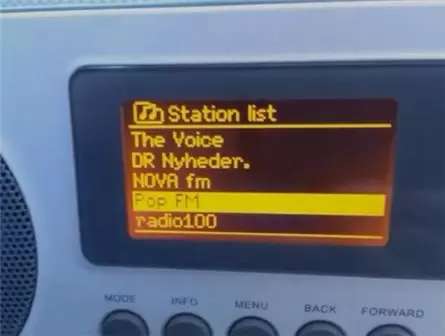 Station list
The Voice
DR Nyheder.
NOVA fm
Pop FM
radio100
MODE INFO MENU BACK FORWARD